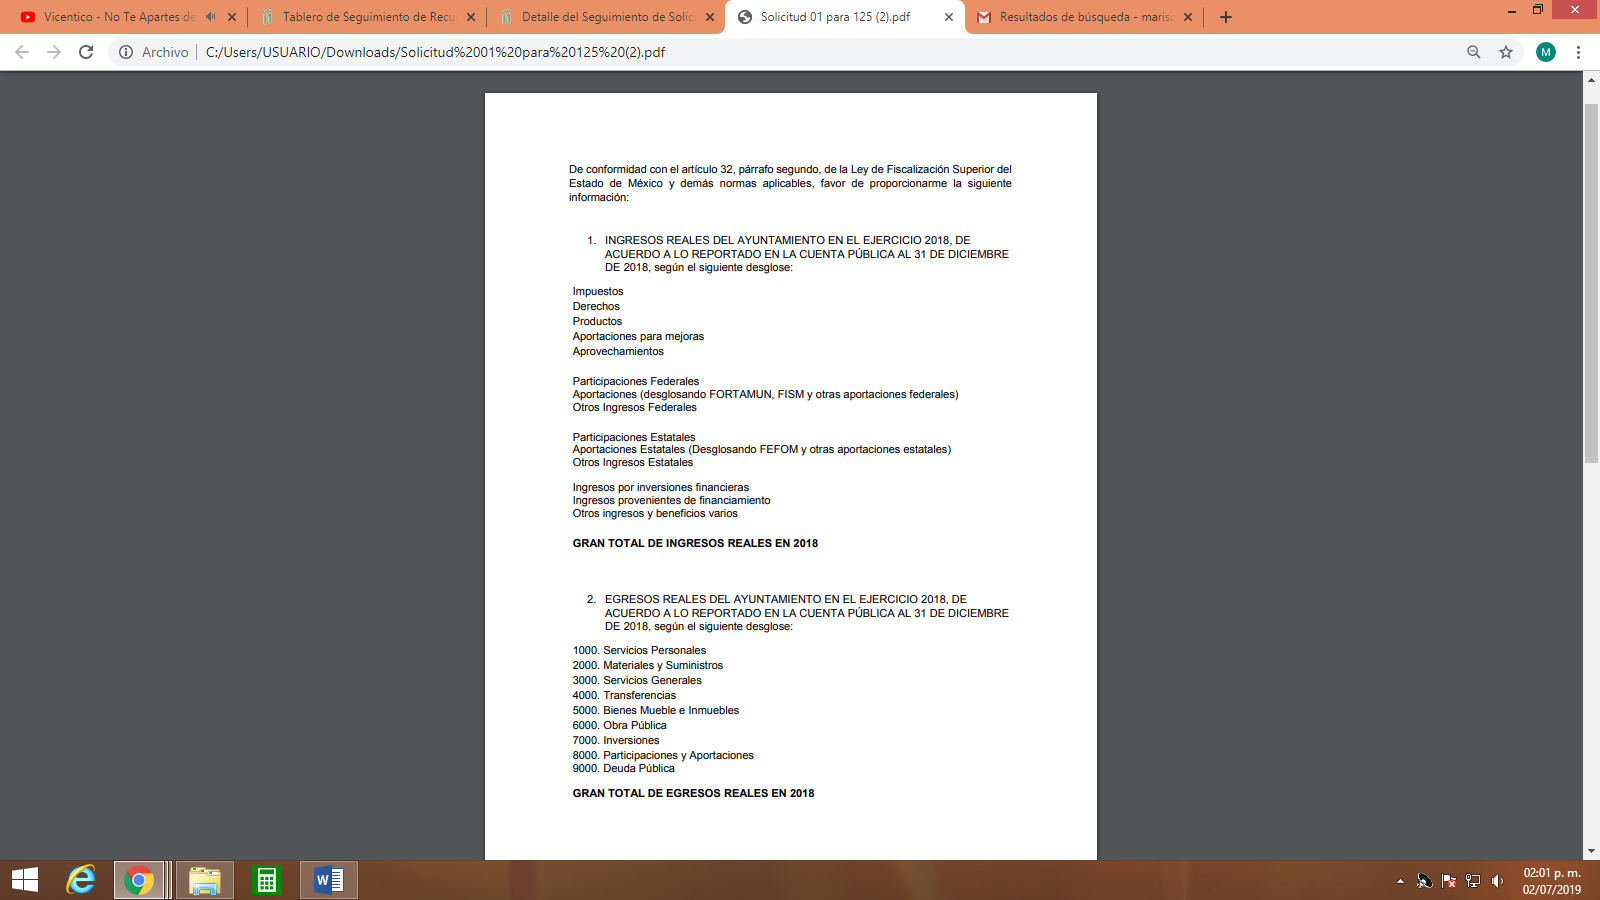 Vicentico - No Te Apartes de
Tablero de Seguimiento de Recu
Detalle del Seguimiento de Solic
Solicitud 01 para 125 (2).pdf
Resultados de búsqueda - marisc
Archivo
C:/Users/USUARIO/Downloads/Solicitud%2001%20para%20125%20(2).pdf
M
De conformidad con el artículo 32, párrafo segundo, de la Ley de Fiscalización Superior del
Estado de México y demás normas aplicables, favor de proporcionarme la siguiente
información:
1. INGRESOS REALES DEL AYUNTAMIENTO EN EL EJERCICIO 2018, DE
ACUERDO A LO REPORTADO EN LA CUENTA PÚBLICA AL 31 DE DICIEMBRE
DE 2018, según el siguiente desglose:
Impuestos
Derechos
Productos
Aportaciones para mejoras
Aprovechamientos
Participaciones Federales
Aportaciones (desglosando FORTAMUN, FISM y otras aportaciones federales)
Otros Ingresos Federales
Participaciones Estatales
Aportaciones Estatales (Desglosando FEFOM y otras aportaciones estatales)
Otros Ingresos Estatales
Ingresos por inversiones financieras
Ingresos provenientes de financiamiento
Otros ingresos y beneficios varios
GRAN TOTAL DE INGRESOS REALES EN 2018
2. EGRESOS REALES DEL AYUNTAMIENTO EN EL EJERCICIO 2018, DE
ACUERDO A LO REPORTADO EN LA CUENTA PÚBLICA AL 31 DE DICIEMBRE
DE 2018, según el siguiente desglose:
1000. Servicios Personales
2000. Materiales y Suministros
3000. Servicios Generales
4000. Transferencias
5000. Bienes Mueble e Inmuebles
6000. Obra Pública
7000. Inversiones
8000. Participaciones y Aportaciones
9000. Deuda Pública
GRAN TOTAL DE EGRESOS REALES EN 2018
02:01 p. m.
02/07/2019